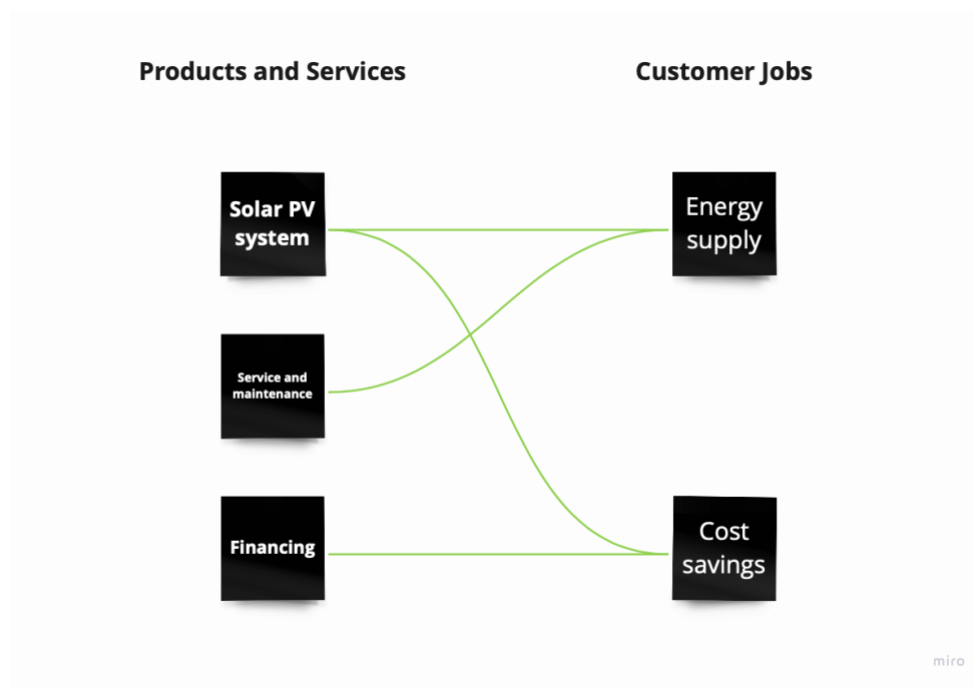 Products and Services
Customer Jobs
Solar PV
system
Energy
supply
Service and
maintenance
Financing
Cost
savings
miro